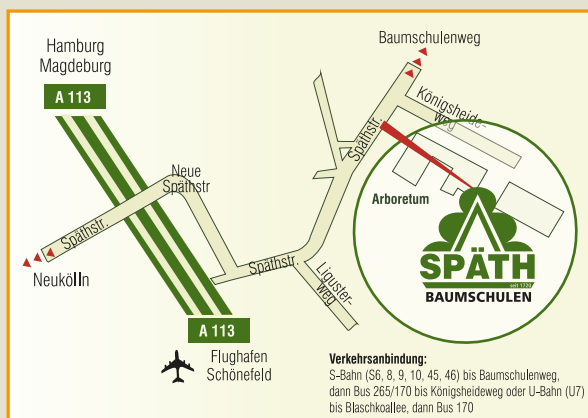 Hamburg
Magdeburg
A 113
Baumschulenweg
Königsheide-
weg
Späthstr.
Neue
Späthstr
Späthstr.
Neukölln
Arboretum
SPÄTH
seit 1720
BAUMSCHULEN
Späthstr.
Liguster-
weg
A 113
Flughafen
Schönefeld
Verkehrsanbindung:
S-Bahn (S6, 8, 9, 10, 45, 46) bis Baumschulenweg,
dann Bus 265/170 bis Königsheideweg oder U-Bahn (U7)
bis Blaschkoallee, dann Bus 170